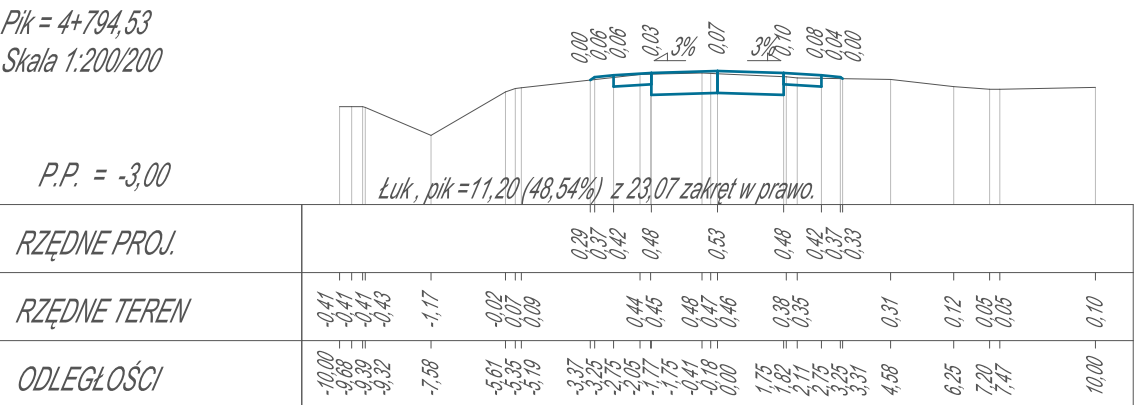 Pik = 4+794,53
Skala 1:200/200
0,00 0,06 0,06 0,03 3% 0,07 3% 0,10 0,08 0,04 0,00
P.P. = -3,00
Łuk , pik =11,20 (48,54%) z 23,07 zakręt w prawo.
RZĘDNE PROJ. 0,29 0,37 0,42 0,48 0,53 0,48 0,42 0,37 0,33
RZĘDNE TEREN -0,41 -0,41 -0,41 -0,43 -1,17 -0,02 0,07 0,09 0,44 0,45 0,48 0,47 0,46 0,38 0,35 0,31 0,12 0,05 0,05 0,10
ODLEGŁOŚCI -10,00 -9,68 -9,39 -9,32 -7,58 -5,61 -5,35 -5,19 -3,37 -3,25 -2,75 -2,05 -1,77 -1,75 -0,41 -0,18 0,00 1,75 1,82 2,11 2,75 3,25 3,31 4,58 6,25 7,20 7,47 10,00